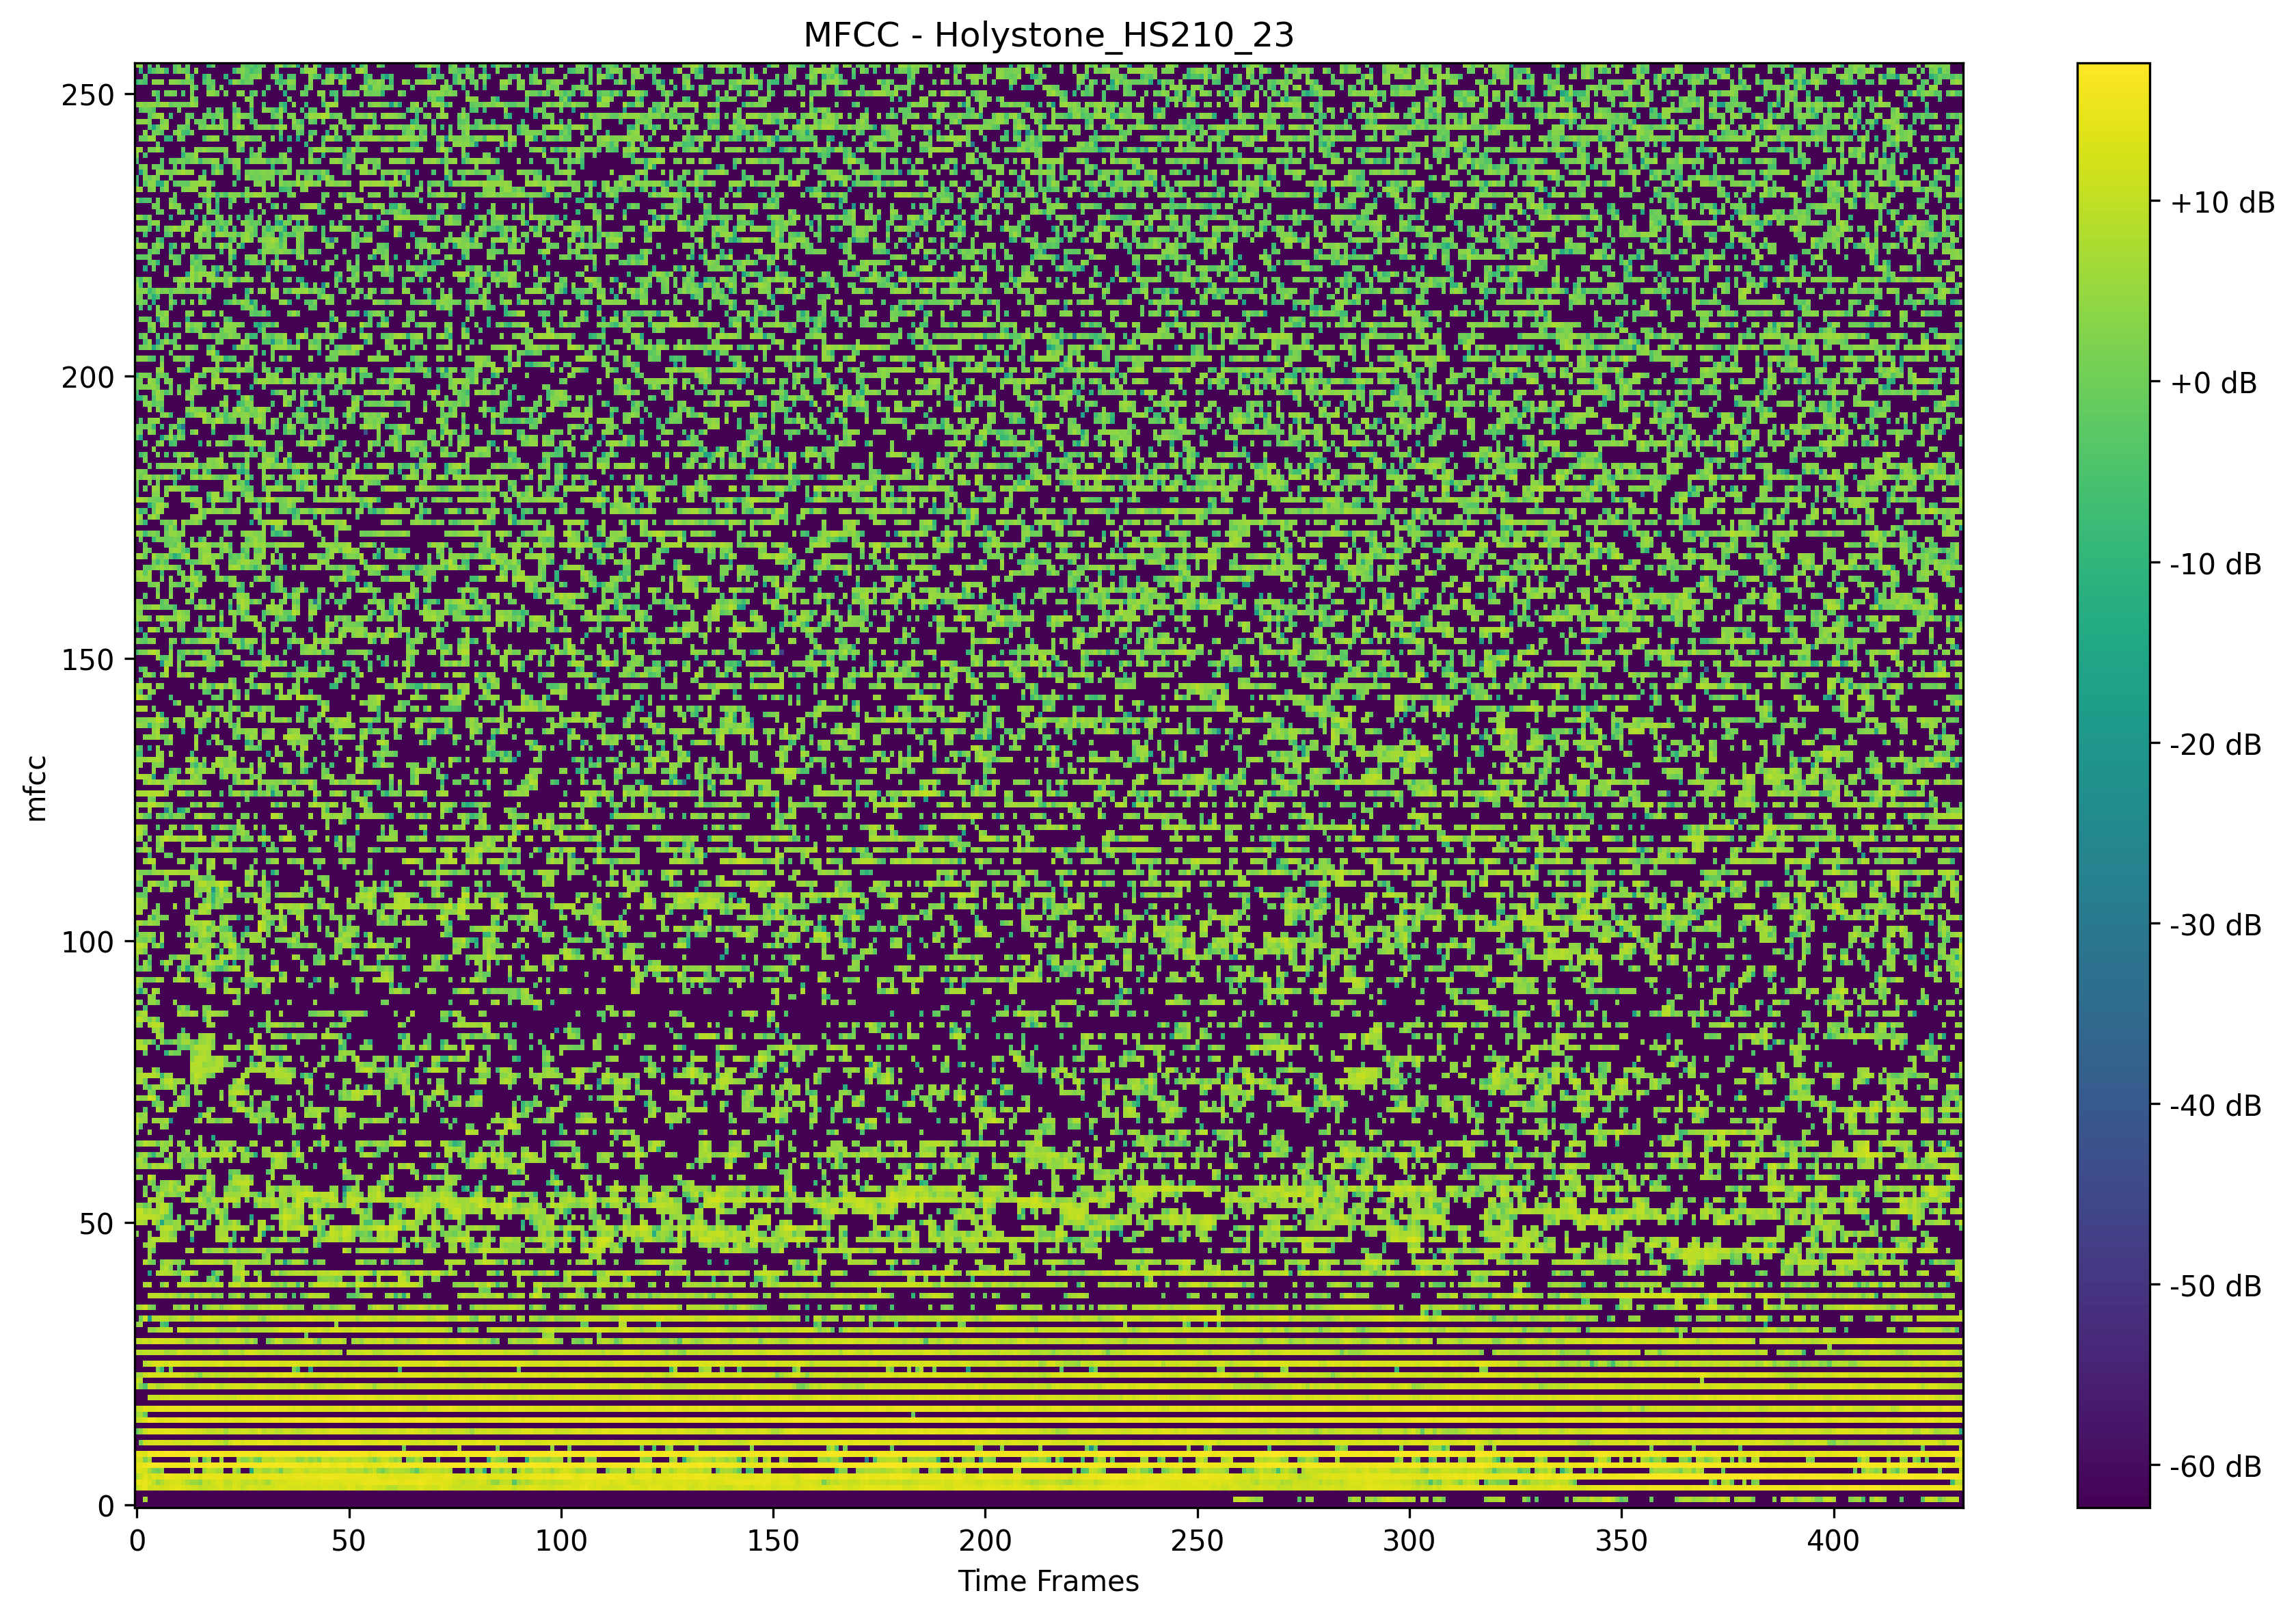 MFCC - Holystone_HS210_23
250
200
150
100
50
0
mfcc
0 50 100 150 200 250 300 350 400
Time Frames
+10 dB
+0 dB
-10 dB
-20 dB
-30 dB
-40 dB
-50 dB
-60 dB